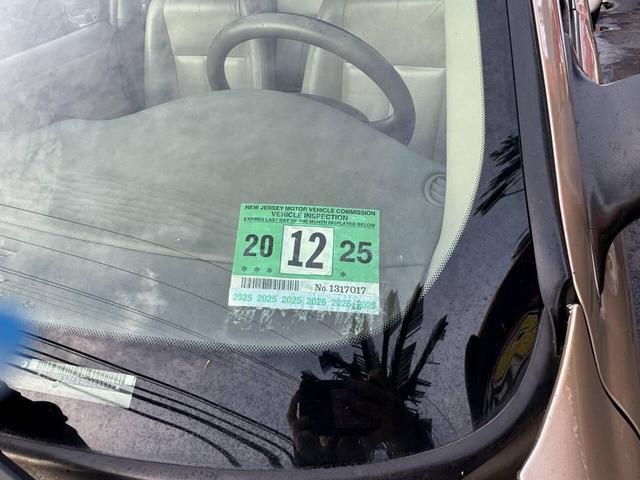 NEW JERSEY MOTOR VEHICLE COMMISSION
VEHICLE INSPECTION
EXPIRES LAST DAY OF THE MONTH DISPLAYED BELOW
20 12 25
* * * *
No. 1317017
2025 2025 2025 2025 2025 2025